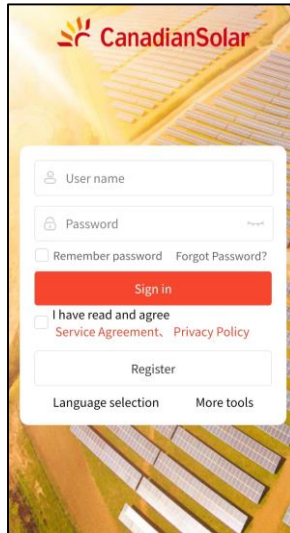 CanadianSolar
User name
Password
Remember password Forgot Password?
Sign in
I have read and agree
Service Agreement、 Privacy Policy
Register
Language selection More tools